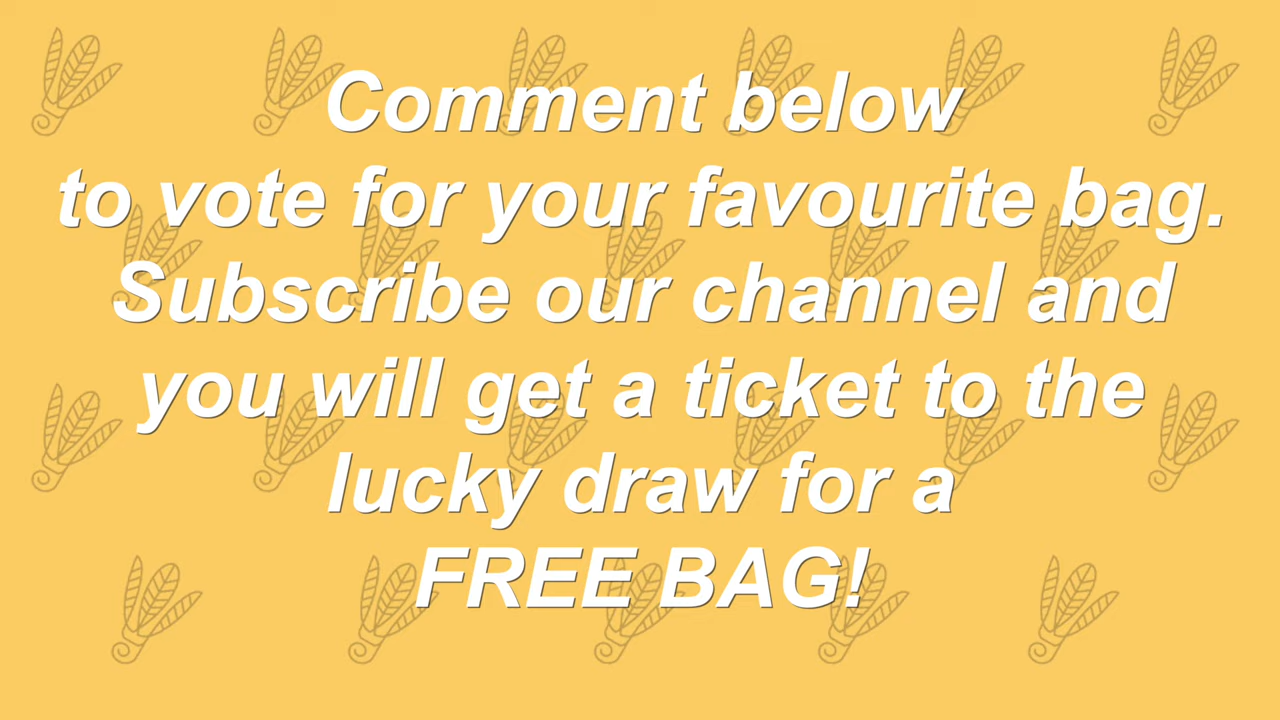 Comment below
to vote for your favourite bag.
Subscribe our channel and
you will get a ticket to the
lucky draw for a
FREE BAG!